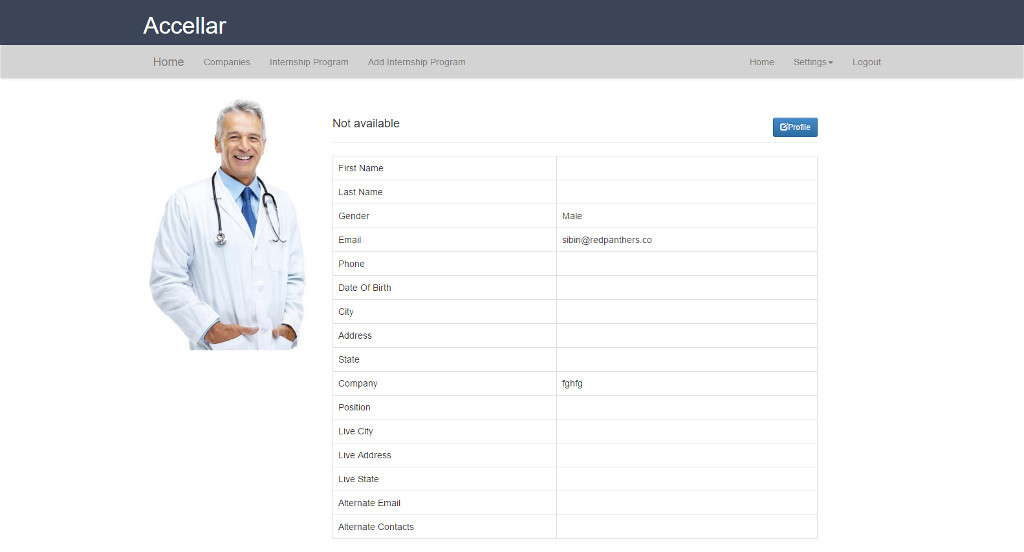 Accellar
Home Companies Internship Program Add Internship Program Home Settings Logout
Not available
Profile
First Name
Last Name
Gender Male
Email sibin@redpanthers.co
Phone
Date Of Birth
City
Address
State
Company fghfg
Position
Live City
Live Address
Live State
Alternate Email
Alternate Contacts